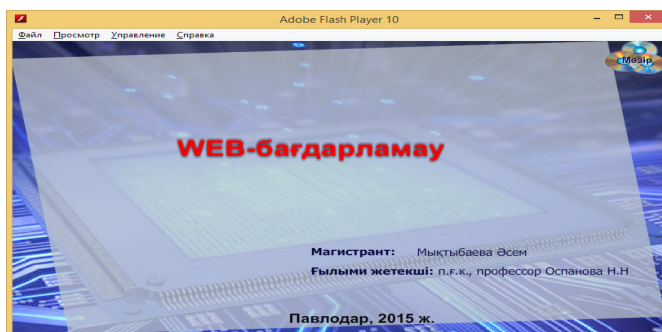 Adobe Flash Player 10
Файл Просмотр Управление Справка
Мәзір
WEB-бағдарламау
Магистрант: Мықтыбаева Әсем
Ғылыми жетекші: п.ғ.к., профессор Оспанова Н.Н
Павлодар, 2015 ж.